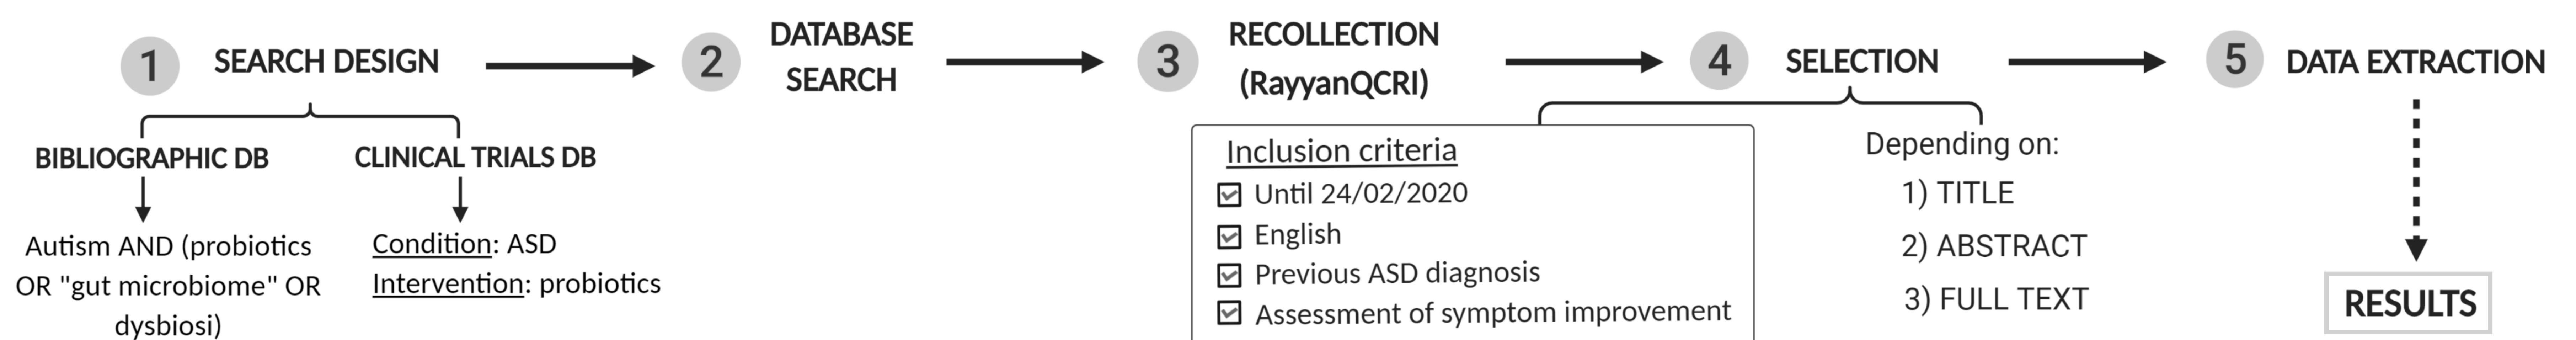 1 SEARCH DESIGN
BIBLIOGRAPHIC DB
Autism AND (probiotics
OR "gut microbiome" OR
dysbiosi)
CLINICAL TRIALS DB
Condition: ASD
Intervention: probiotics
2 DATABASE
SEARCH
3 RECOLLECTION
(RayyanQCRI)
4 SELECTION
Inclusion criteria
Until 24/02/2020
English
Previous ASD diagnosis
Assessment of symptom improvement
Depending on:
1) TITLE
2) ABSTRACT
3) FULL TEXT
5 DATA EXTRACTION
RESULTS